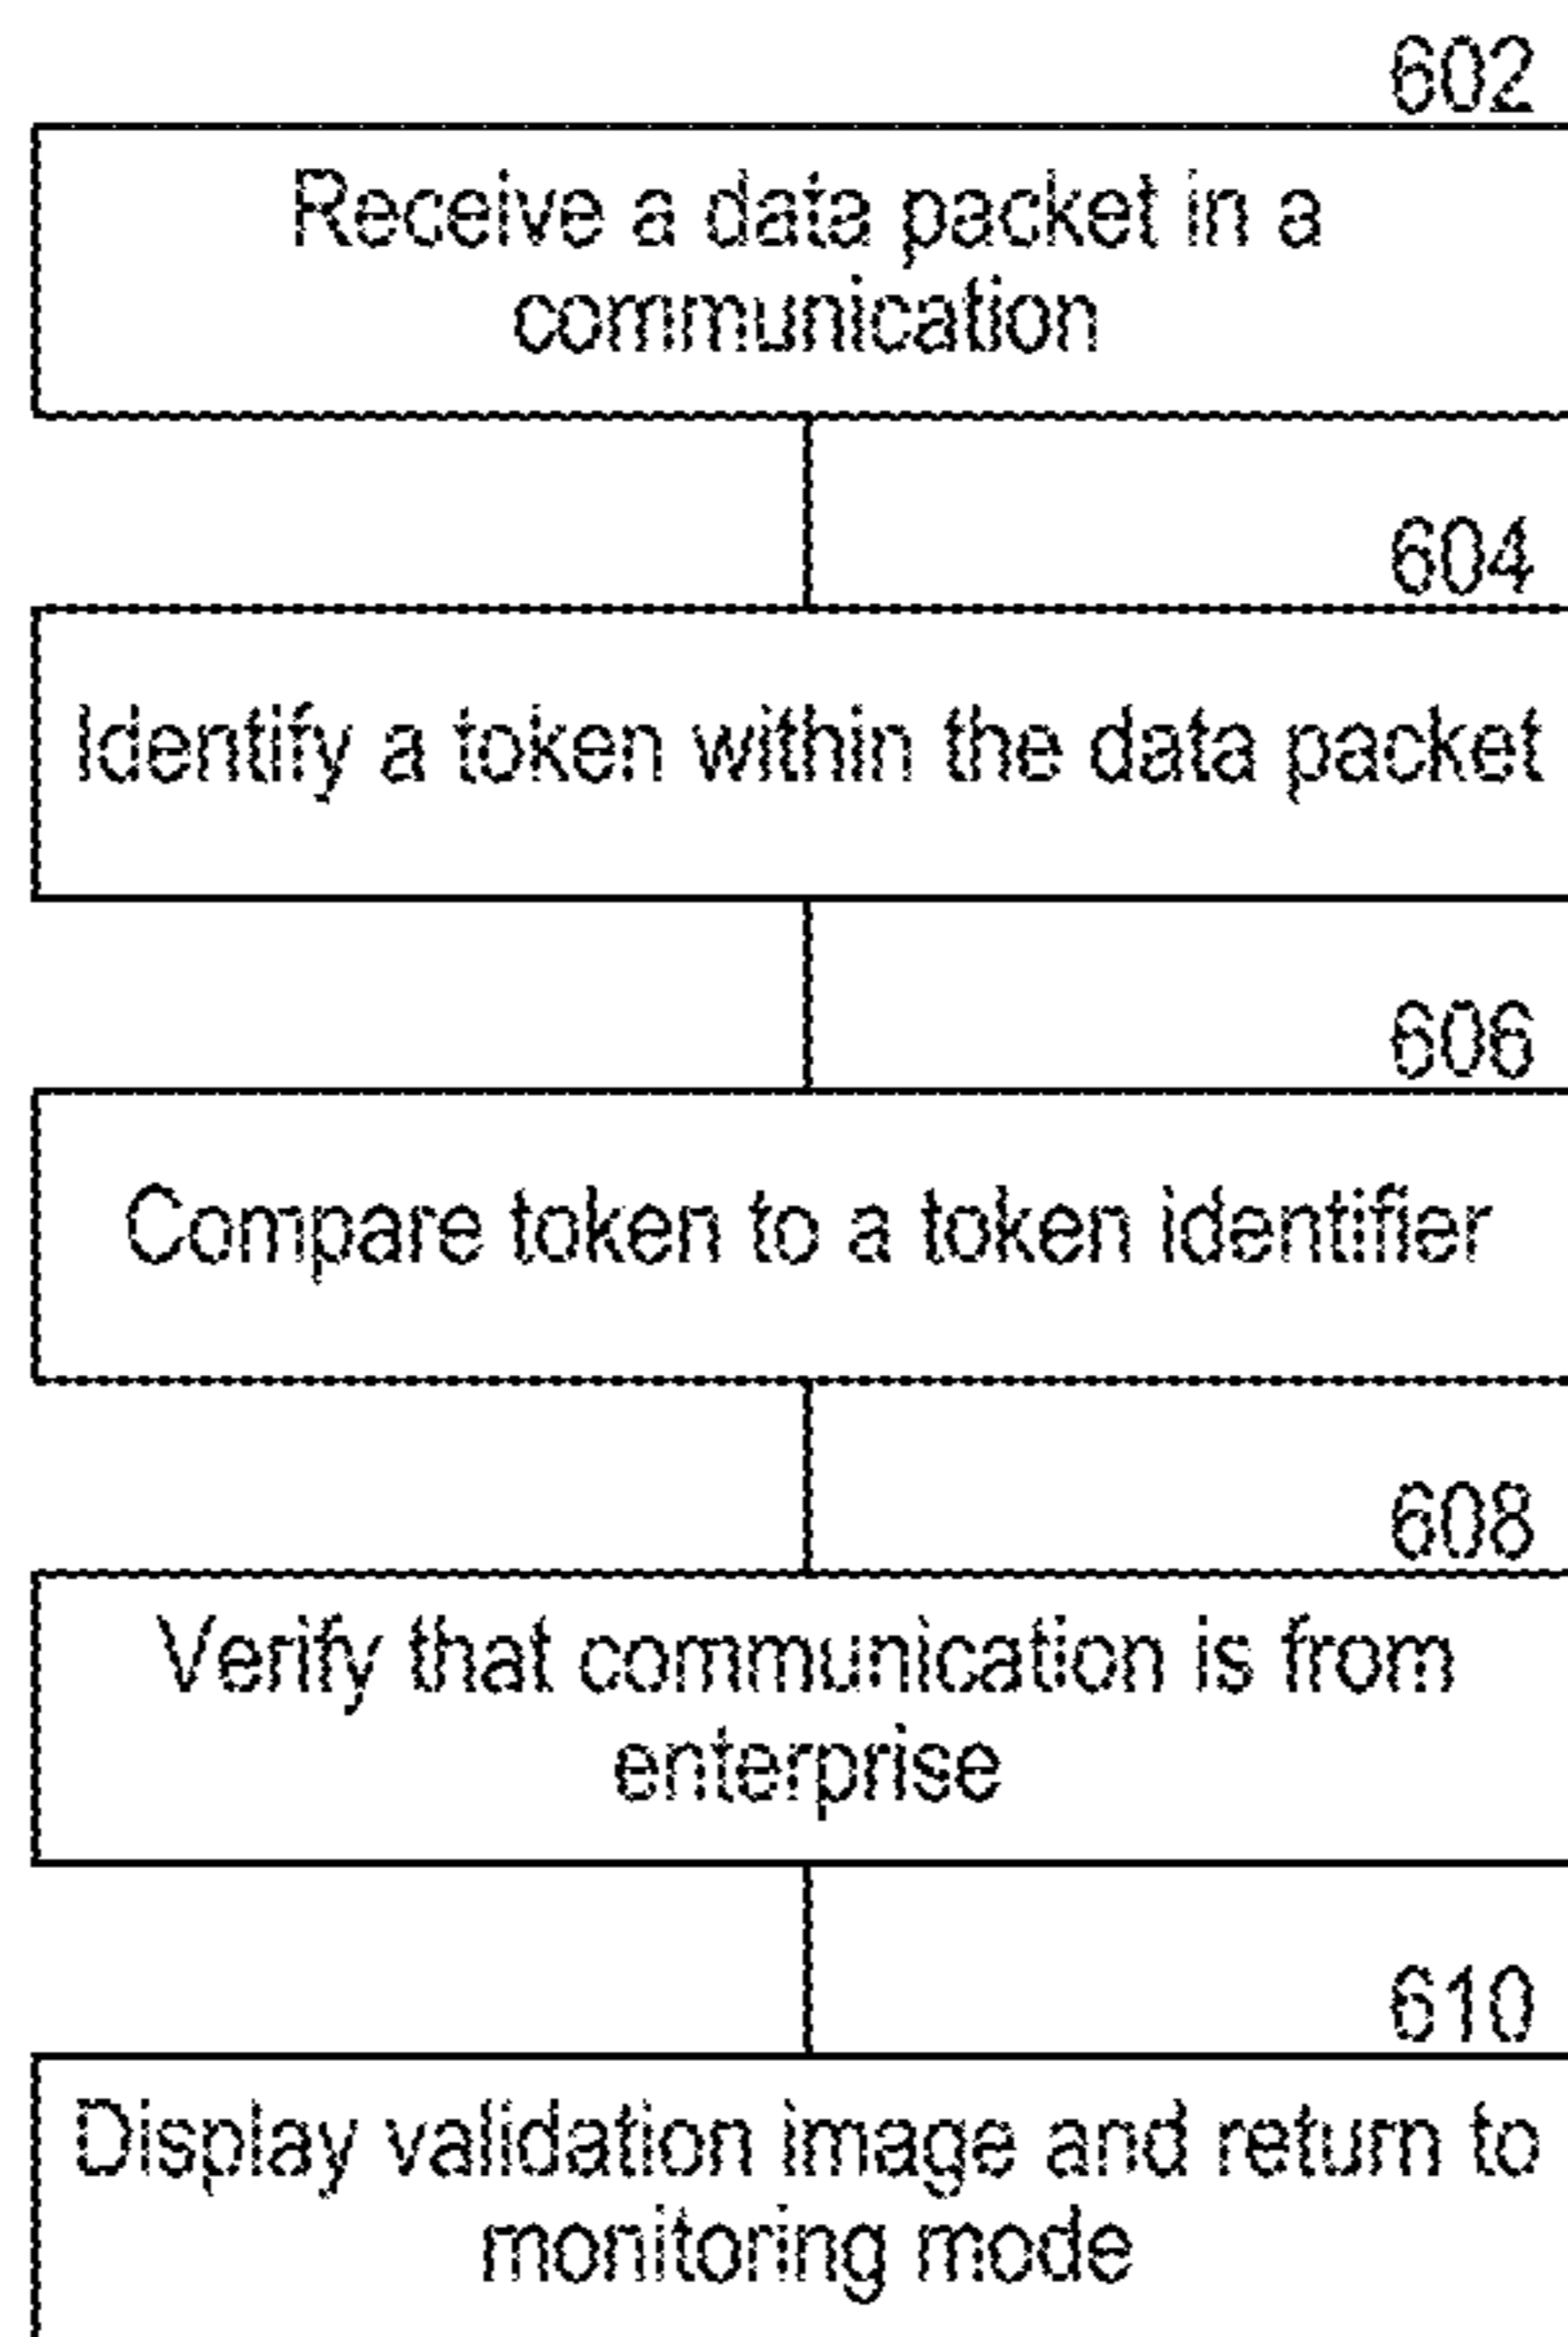 602
Receive a data packet in a
communication
604
Identify a token within the data packet
606
Compare token to a token identifier
608
Verify that communication is from
enterprise
610
Display validation image and return to
monitoring mode